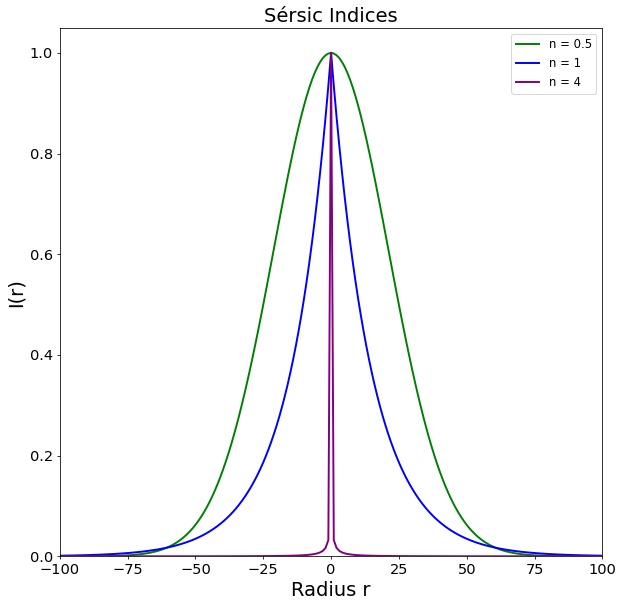 Sérsic Indices
n = 0.5
n = 1
n = 4
I(r)
1.0
0.8
0.6
0.4
0.2
0.0
−100 −75 −50 −25 0 25 50 75 100
Radius r